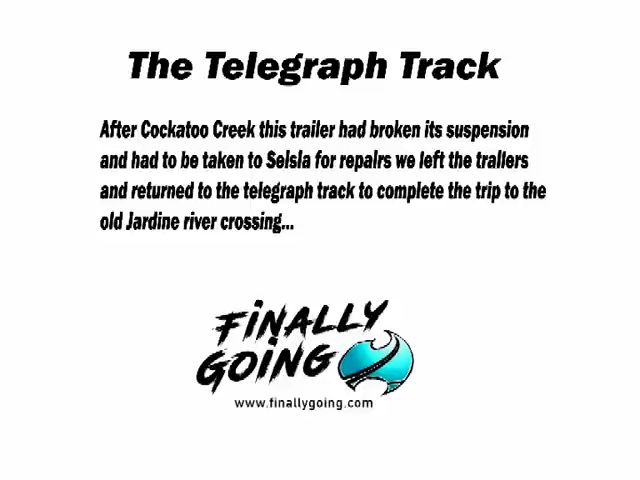 The Telegraph Track
After Cockatoo Creek this trailer had broken its suspension
and had to be taken to Seisia for repairs we left the trailers
and returned to the telegraph track to complete the trip to the
old Jardine river crossing...
FINALLY
GOING
www.finallygoing.com